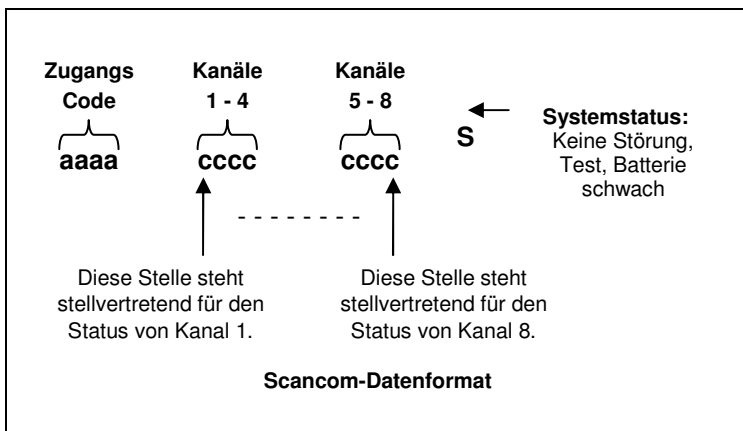 Zugangs
Code
aaaa
Kanäle
1 - 4
cccc
Kanäle
5 - 8
cccc
S
Systemstatus:
Keine Störung,
Test, Batterie
schwach
- - - - - - - -
Diese Stelle steht
stellvertretend für den
Status von Kanal 1.
Diese Stelle steht
stellvertretend für den
Status von Kanal 8.
Scancom-Datenformat